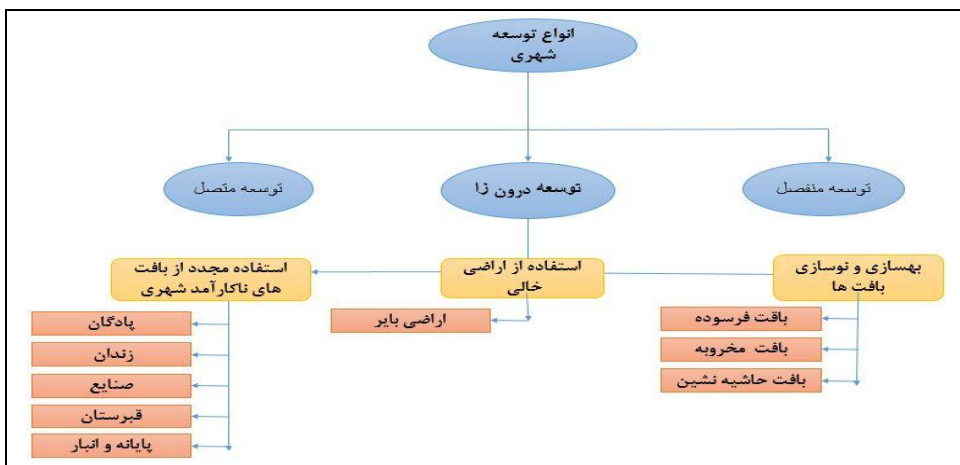 انواع توسعه
شهری
توسعه منفصل
توسعه درون زا
توسعه متصل
بهسازی و نوسازی
بافت ها
استفاده از اراضی
خالی
استفاده مجدد از بافت
های ناکارآمد شهری
باقت فرسوده
بافت مخروبه
بافت حاشیه نشین
اراضی بایر
پادگان
زندان
صنایع
قبرستان
پایانه و انبار